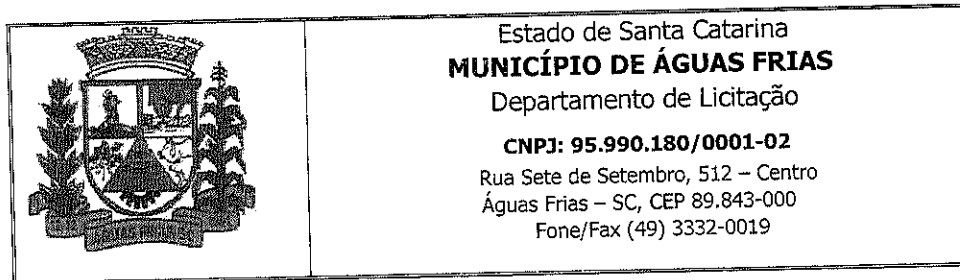 Estado de Santa Catarina
MUNICÍPIO DE ÁGUAS FRIAS
Departamento de Licitação
CNPJ: 95.990.180/0001-02
Rua Sete de Setembro, 512 – Centro
Águas Frias – SC, CEP 89.843-000
Fone/Fax (49) 3332-0019